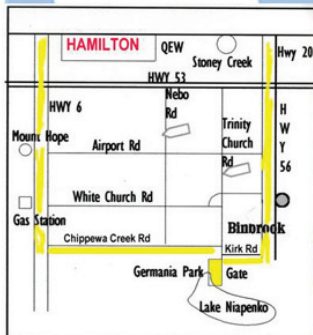 HAMILTON
QEW
Stoney Creek
Hwy 20
HWY 53
HWY 6
Nebo
Rd
Trinity
Church
Rd
H
W
Y
56
Mount Hope
Airport Rd
White Church Rd
Gas Station
Binbrook
Chippewa Creek Rd
Kirk Rd
Germania Park
Gate
Lake Niapenko